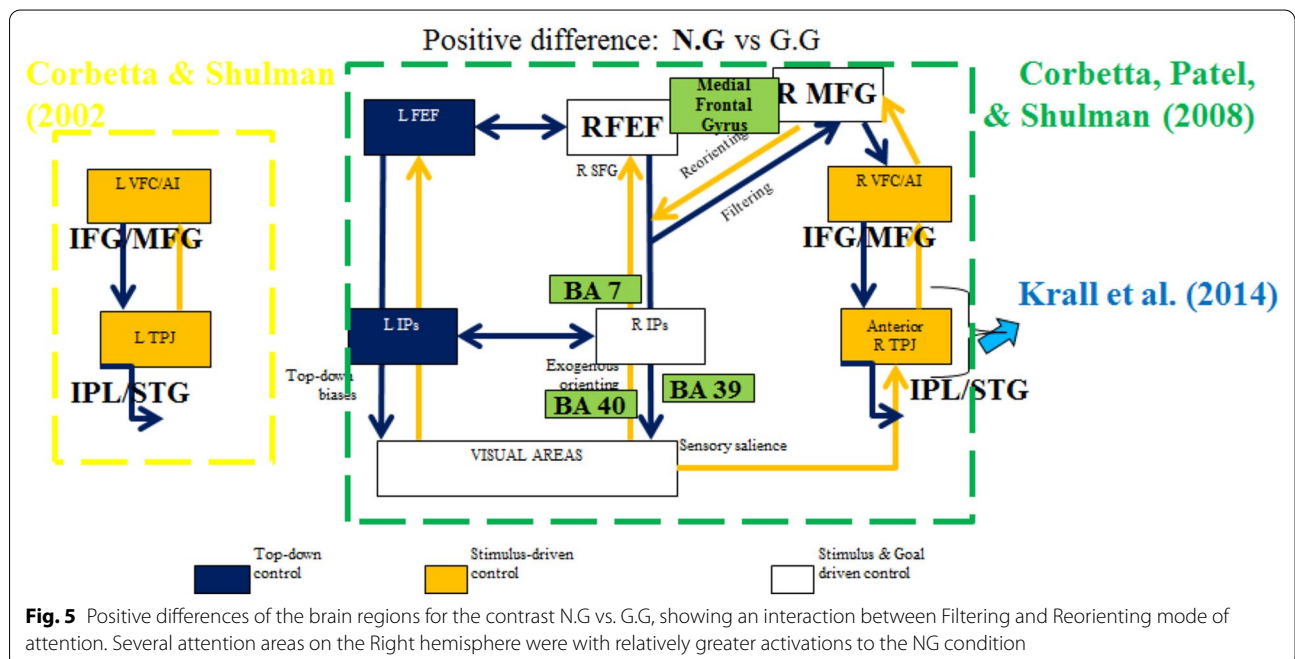 Positive difference: N.G vs G.G
Corbetta & Shulman
(2002
Corbetta, Patel,
& Shulman (2008)
Medial
Frontal
Gyrus
R MFG
L FEF
RFEF
R SFG
Reorienting
Filtering
L VFC/AI
IFG/MFG
R VFC/AI
IFG/MFG
BA 7
Krall et al. (2014)
L TPJ
IPL/STG
L IPs
R IPs
Anterior
R TPJ
IPL/STG
Top-down
biases
Exogenous
orienting
BA 40
BA 39
VISUAL AREAS
Sensory salience
Top-down
control
Stimulus-driven
control
Stimulus & Goal
driven control
Fig. 5 Positive differences of the brain regions for the contrast N.G vs. G.G, showing an interaction between Filtering and Reorienting mode of
attention. Several attention areas on the Right hemisphere were with relatively greater activations to the NG condition